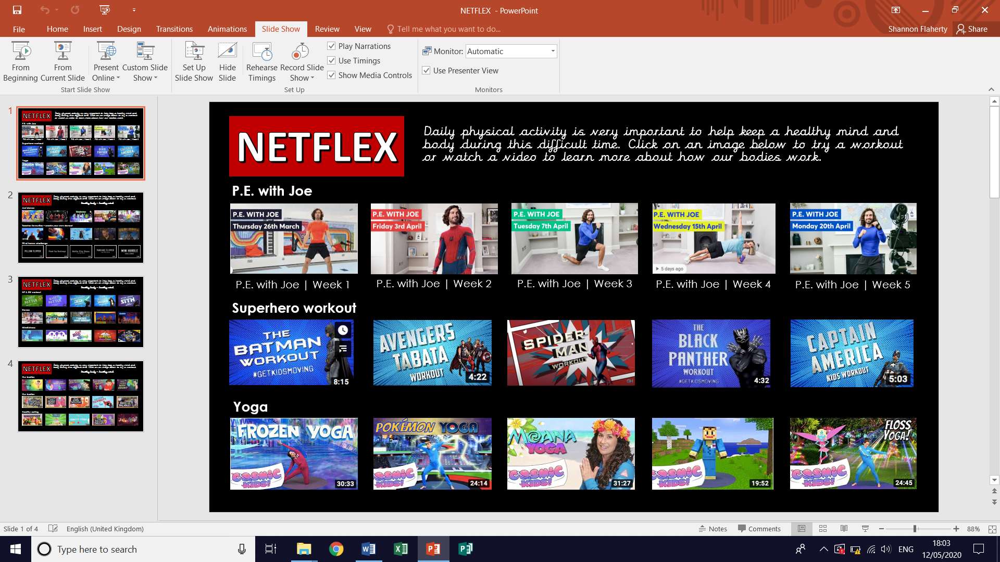 NETFLEX - PowerPoint
File Home Insert Design Transitions Animations Slide Show Review View Tell me what you want to do...
Shannon Flaherty Share
From Beginning
From Current Slide
Present Online
Custom Slide Show
Start Slide Show
Set Up Slide Show
Hide Slide
Rehearse Timings
Record Slide Show
Play Narrations
Use Timings
Show Media Controls
Set Up
Monitor: Automatic
Use Presenter View
Monitors
1
2
3
4
NETFLEX
Daily physical activity is very important to help keep a healthy mind and
body during this difficult time. Click on an image below to try a workout
or watch a video to learn more about how our bodies work.
P.E. with Joe
P.E. WITH JOE
Thursday 26th March
P.E. WITH JOE
Friday 3rd April
P.E. WITH JOE
Tuesday 7th April
P.E. WITH JOE
Wednesday 15th April
5 days ago
P.E. WITH JOE
Monday 20th April
P.E. with Joe | Week 1
P.E. with Joe | Week 2
P.E. with Joe | Week 3
P.E. with Joe | Week 4
P.E. with Joe | Week 5
Superhero workout
THE
BATMAN
WORKOUT
#GETKIDSMOVING
8:15
AVENGERS
TABATA
WORKOUT
4:22
SPIDER
MAN
WORKOUT
GH
THE
BLACK
PANTHER
WORKOUT
#GETKIDSMOVING
4:32
CAPTAIN
AMERICA
KIDS WORKOUT
5:03
Yoga
FROZEN YOGA
COSMIC
KIDS!
30:33
POKÉMON YOGA
COSMIC
KIDS!
24:14
MOANA
YOGA
COSMIC
KIDS!
31:27
COSMIC
KIDS!
19:52
FLOSS
YOGA!
COSMIC
KIDS!
24:45
Slide 1 of 4 English (United Kingdom) Notes Comments 88%
Type here to search
ENG
18:03
12/05/2020